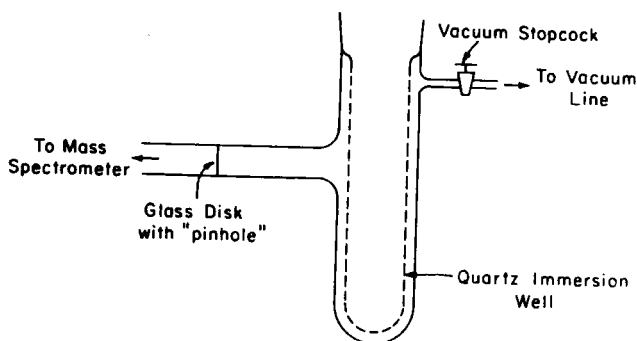 Vacuum Stopcock
To Vacuum
Line
To Mass
Spectrometer
Glass Disk
with "pinhole"
Quartz Immersion
Well